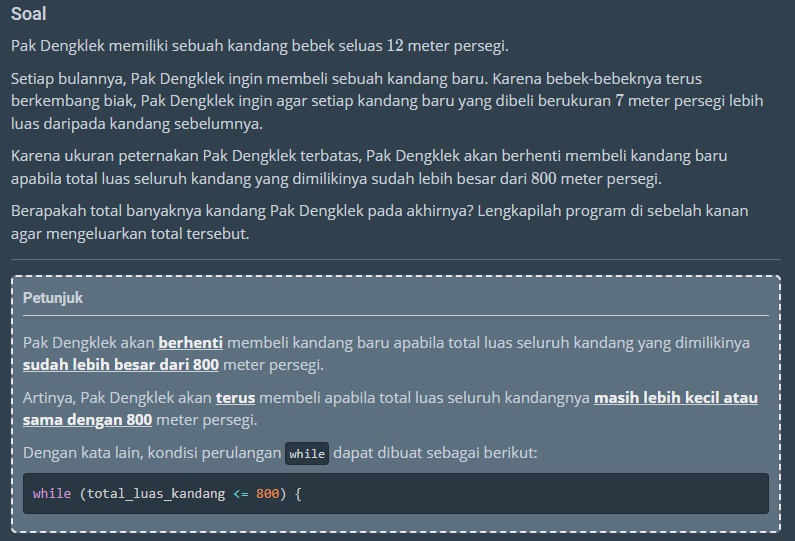 Soal
Pak Dengklek memiliki sebuah kandang bebek seluas 12 meter persegi.
Setiap bulannya, Pak Dengklek ingin membeli sebuah kandang baru. Karena bebek-bebeknya terus
berkembang biak, Pak Dengklek ingin agar setiap kandang baru yang dibeli berukuran 7 meter persegi lebih
luas daripada kandang sebelumnya.
Karena ukuran peternakan Pak Dengklek terbatas, Pak Dengklek akan berhenti membeli kandang baru
apabila total luas seluruh kandang yang dimilikinya sudah lebih besar dari 800 meter persegi.
Berapakah total banyaknya kandang Pak Dengklek pada akhirnya? Lengkapilah program di sebelah kanan
agar mengeluarkan total tersebut.
Petunjuk
Pak Dengklek akan berhenti membeli kandang baru apabila total luas seluruh kandang yang dimilikinya
sudah lebih besar dari 800 meter persegi.
Artinya, Pak Dengklek akan terus membeli apabila total luas seluruh kandangnya masih lebih kecil atau
sama dengan 800 meter persegi.
Dengan kata lain, kondisi perulangan while dapat dibuat sebagai berikut:
while (total_luas_kandang <= 800) {